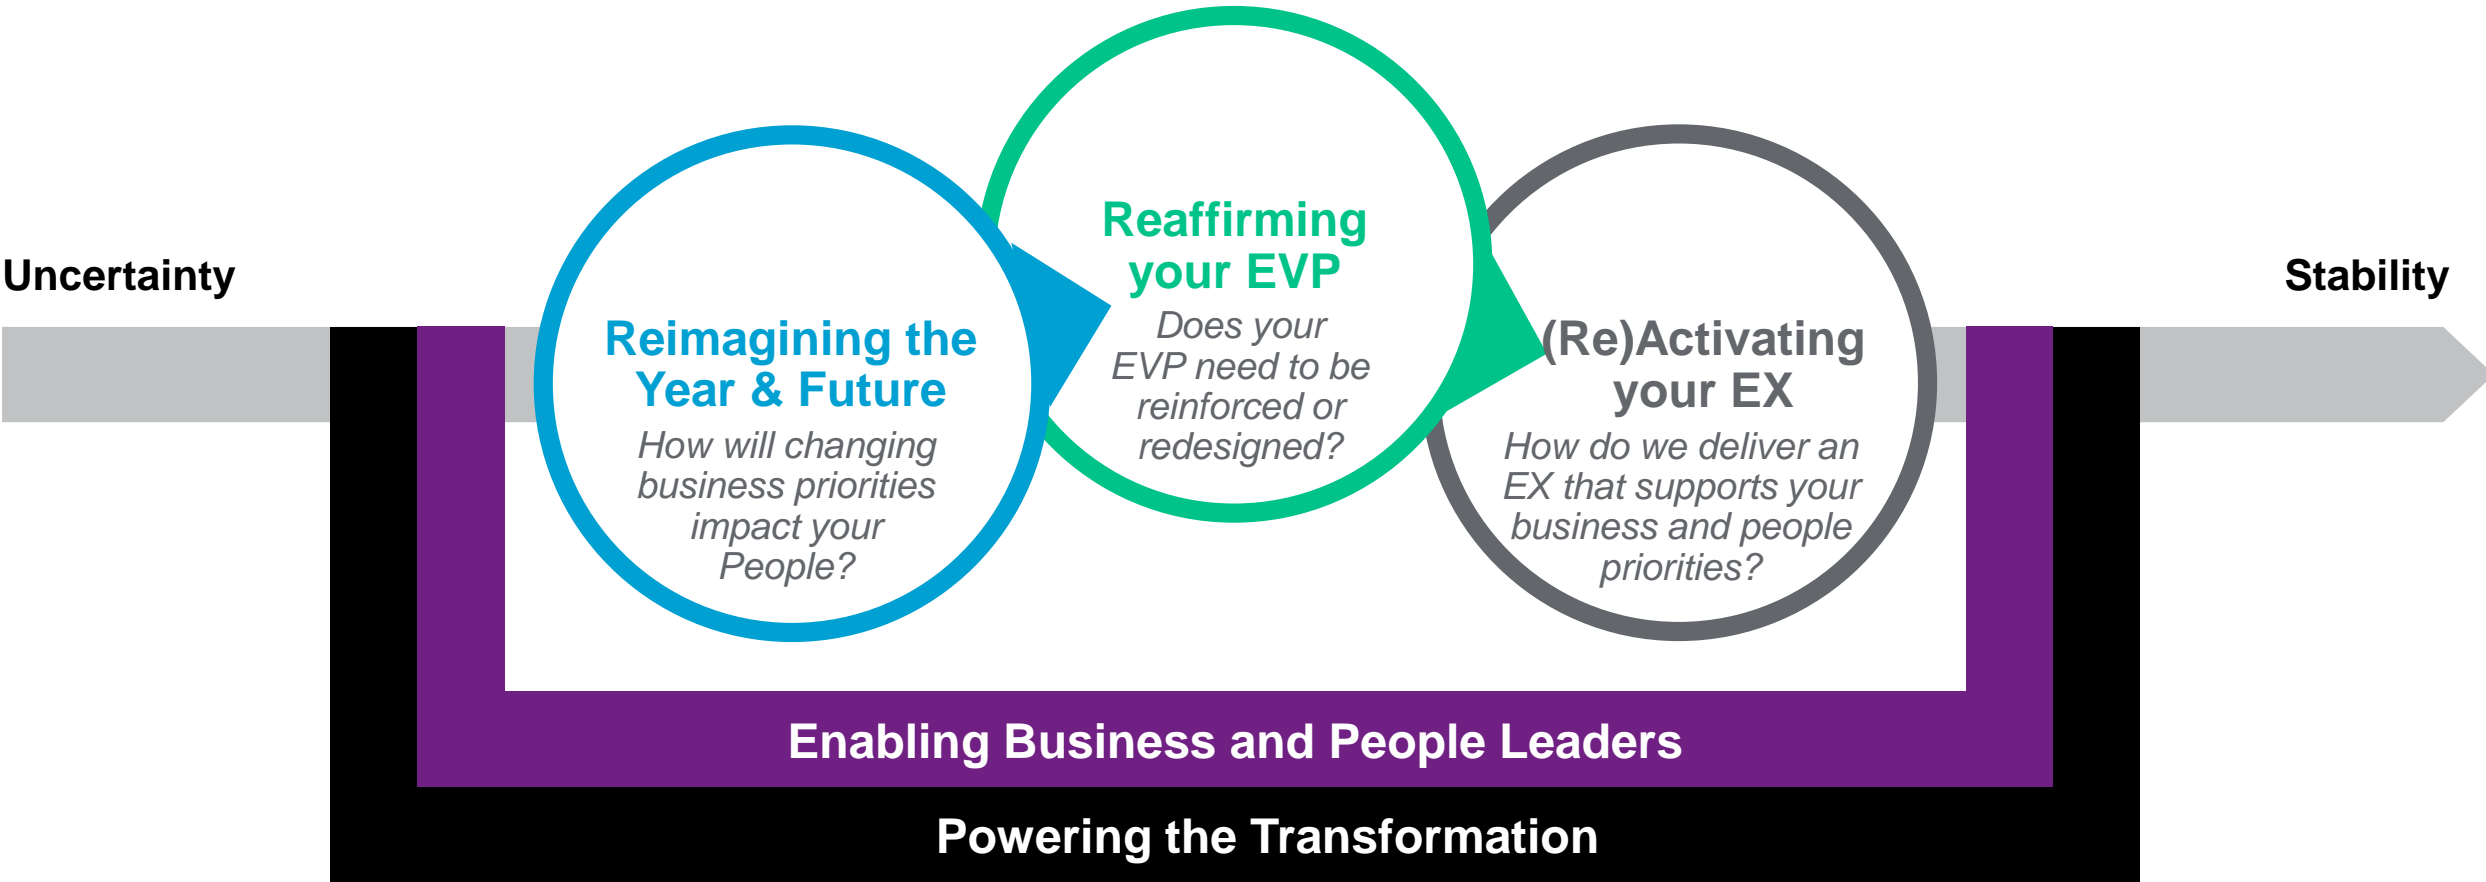 Uncertainty
Reimagining the
Year & Future
How will changing
business priorities
impact your
People?
Reaffirming
your EVP
Does your
EVP need to be
reinforced or
redesigned?
(Re)Activating
your EX
How do we deliver an
EX that supports your
business and people
priorities?
Stability
Enabling Business and People Leaders
Powering the Transformation